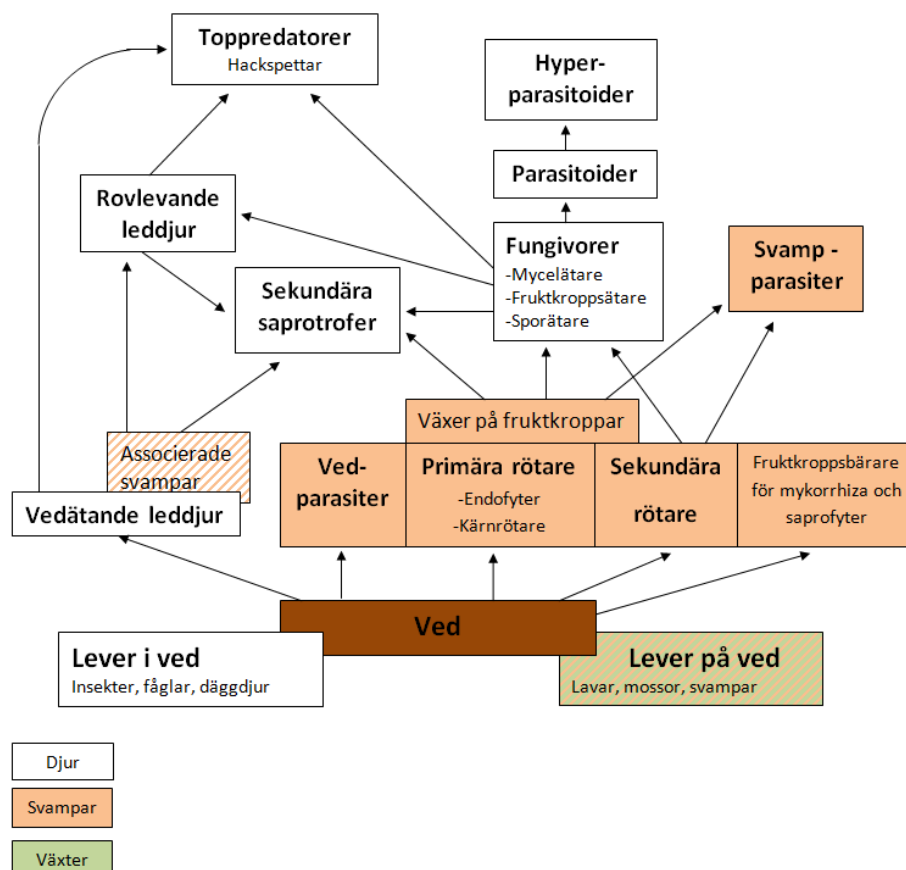 Toppredatorer
Hackspettar
Hyper-
parasitoider
Parasitoider
Rovlevande
leddjur
Fungivorer
-Mycelätare
-Fruktkroppsätare
-Sporätare
Svamp -
parasiter
Sekundära
saprotrofer
Växer på fruktkroppar
Associerade
svampar
Vedätande leddjur
Ved-
parasiter
Primära rötare
-Endofyter
-Kärnrötare
Sekundära
rötare
Fruktkroppsbärare
för mykorrhiza och
saprofyter
Ved
Lever i ved
Insekter, fåglar, däggdjur
Lever på ved
Lavar, mossor, svampar
Djur
Svampar
Växter